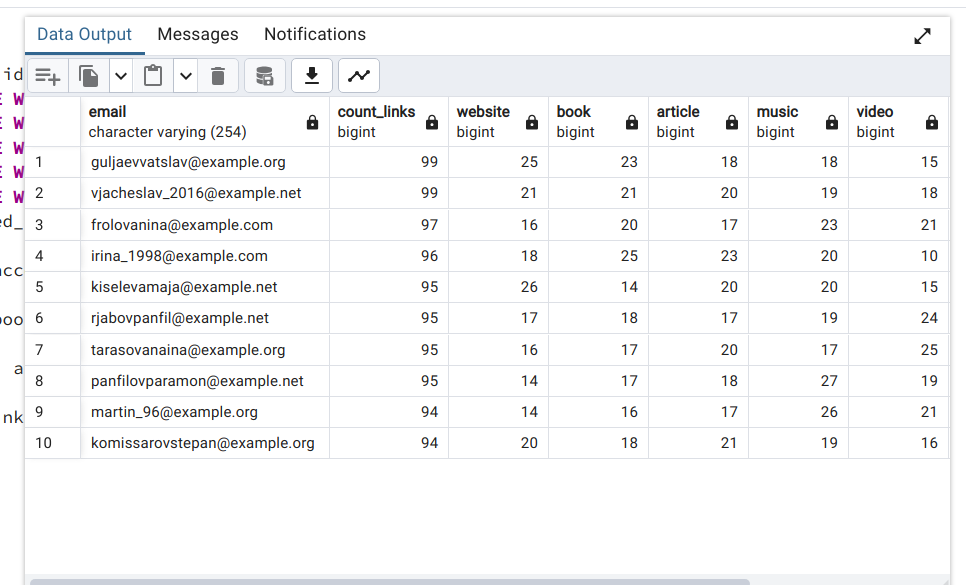 Data Output Messages Notifications
id
E W
E W
E W
E W
E W
ed_
acc
boo
a
nk
email count_links website book article music video
character varying (254) bigint bigint bigint bigint bigint bigint
1 guljaevvatslav@example.org 99 25 23 18 18 15
2 vjacheslav_2016@example.net 99 21 21 20 19 18
3 frolovanina@example.com 97 16 20 17 23 21
4 irina_1998@example.com 96 18 25 23 20 10
5 kiselevamaja@example.net 95 26 14 20 20 15
6 rjabovpanfil@example.net 95 17 18 17 19 24
7 tarasovanaina@example.org 95 16 17 20 17 25
8 panfilovparamon@example.net 95 14 17 18 27 19
9 martin_96@example.org 94 14 16 17 26 21
10 komissarovstepan@example.org 94 20 18 21 19 16